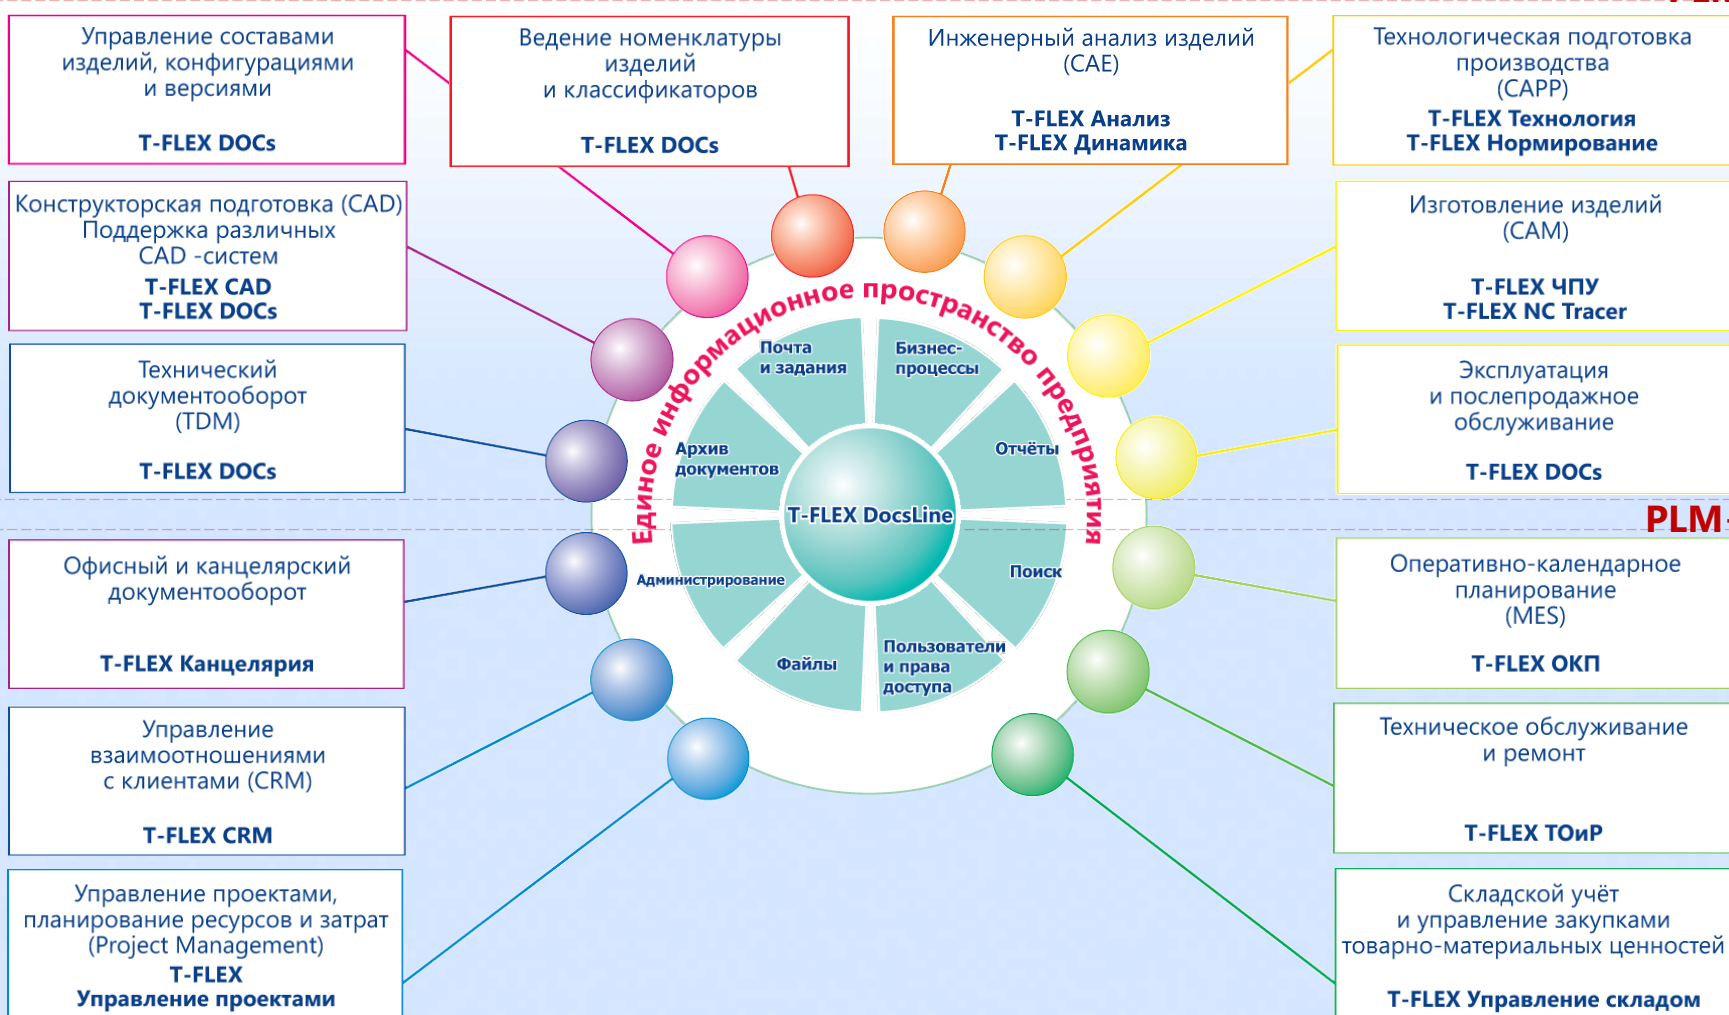 Управление составами
изделий, конфигурациями
и версиями
T-FLEX DOCs
Ведение номенклатуры
изделий
и классификаторов
T-FLEX DOCs
Инженерный анализ изделий
(CAE)
T-FLEX Анализ
T-FLEX Динамика
Технологическая подготовка
производства
(CAPP)
T-FLEX Технология
T-FLEX Нормирование
Конструкторская подготовка (CAD)
Поддержка различных
CAD -систем
T-FLEX CAD
T-FLEX DOCs
Изготовление изделий
(CAM)
T-FLEX ЧПУ
T-FLEX NC Tracer
Технический
документооборот
(TDM)
T-FLEX DOCs
Эксплуатация
и послепродажное
обслуживание
T-FLEX DOCs
Единое информационное пространство предприятия
Почта
и задания
Бизнес-
процессы
Архив
документов
Отчёты
T-FLEX DocsLine
Администрирование
Поиск
Файлы
Пользователи
и права
доступа
PLM-
Офисный и канцелярский
документооборот
T-FLEX Канцелярия
Оперативно-календарное
планирование
(MES)
T-FLEX ОКП
Управление
взаимоотношениями
с клиентами (CRM)
T-FLEX CRM
Техническое обслуживание
и ремонт
T-FLEX ТОиР
Управление проектами,
планирование ресурсов и затрат
(Project Management)
T-FLEX
Управление проектами
Складской учёт
и управление закупками
товарно-материальных ценностей
T-FLEX Управление складом